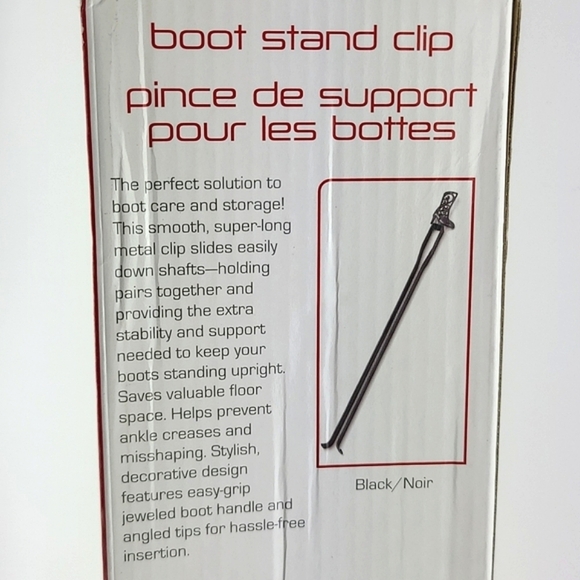 boot stand clip
pince de support
pour les bottes
The perfect solution to
boot care and storage!
This smooth, super-long
metal clip slides easily
down shafts—holding
pairs together and
providing the extra
stability and support
needed to keep your
boots standing upright.
Saves valuable floor
space. Helps prevent
ankle creases and
misshaping. Stylish,
decorative design
features easy-grip
jeweled boot handle and
angled tips for hassle-free
insertion.
Black/Noir